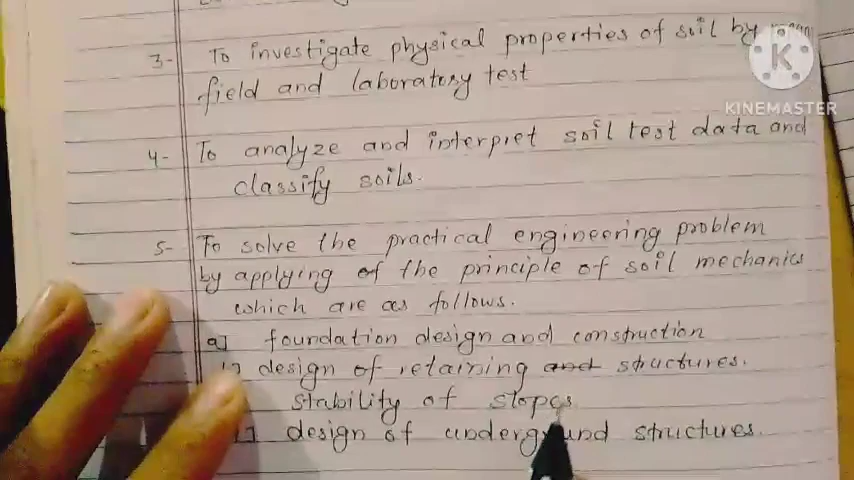 3- To investigate physical properties of soil by
field and laboratory test
4- To analyze and interpret soil test data and
classify soils.
5- To solve the practical engineering problem
by applying of the principle of soil mechanics
which are as follows.
a] foundation design and construction
design of retaining and structures.
stability of slopes
design of underground structures.
K
KINEMASTER